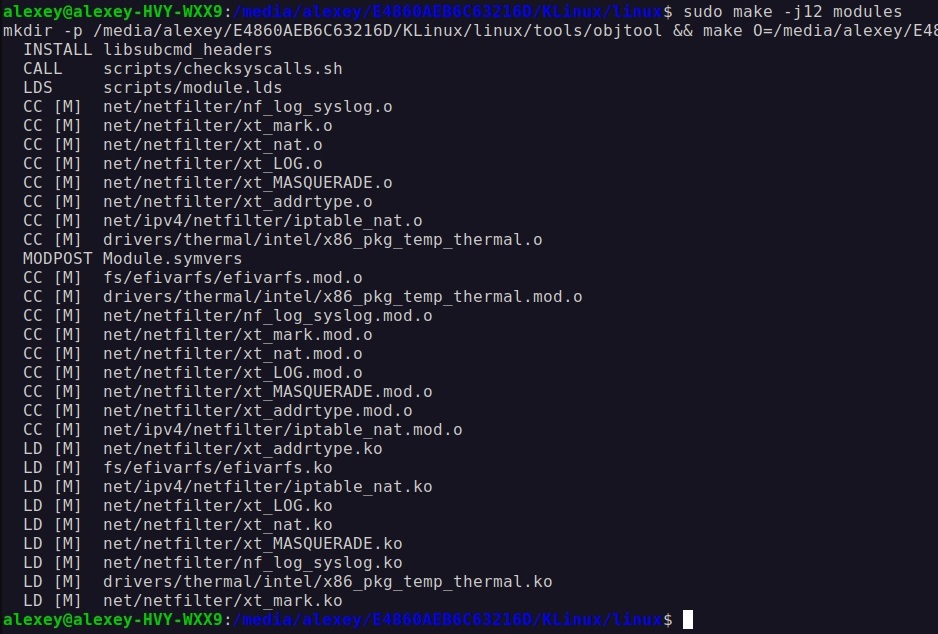 alexey@alexey-HVY-WXX9:/media/alexey/E4860AEB6C63216D/KLinux/linux$ sudo make -j12 modules
mkdir -p /media/alexey/E4860AEB6C63216D/KLinux/linux/tools/objtool && make O=/media/alexey/E48
  INSTALL libsubcmd_headers
  CALL    scripts/checksyscalls.sh
  LDS     scripts/module.lds
  CC [M]  net/netfilter/nf_log_syslog.o
  CC [M]  net/netfilter/xt_mark.o
  CC [M]  net/netfilter/xt_nat.o
  CC [M]  net/netfilter/xt_LOG.o
  CC [M]  net/netfilter/xt_MASQUERADE.o
  CC [M]  net/netfilter/xt_addrtype.o
  CC [M]  net/ipv4/netfilter/iptable_nat.o
  CC [M]  drivers/thermal/intel/x86_pkg_temp_thermal.o
  MODPOST Module.symvers
  CC [M]  fs/efivarfs/efivarfs.mod.o
  CC [M]  drivers/thermal/intel/x86_pkg_temp_thermal.mod.o
  CC [M]  net/netfilter/nf_log_syslog.mod.o
  CC [M]  net/netfilter/xt_mark.mod.o
  CC [M]  net/netfilter/xt_nat.mod.o
  CC [M]  net/netfilter/xt_LOG.mod.o
  CC [M]  net/netfilter/xt_MASQUERADE.mod.o
  CC [M]  net/netfilter/xt_addrtype.mod.o
  CC [M]  net/ipv4/netfilter/iptable_nat.mod.o
  LD [M]  net/netfilter/xt_addrtype.ko
  LD [M]  fs/efivarfs/efivarfs.ko
  LD [M]  net/ipv4/netfilter/iptable_nat.ko
  LD [M]  net/netfilter/xt_LOG.ko
  LD [M]  net/netfilter/xt_nat.ko
  LD [M]  net/netfilter/xt_MASQUERADE.ko
  LD [M]  net/netfilter/nf_log_syslog.ko
  LD [M]  drivers/thermal/intel/x86_pkg_temp_thermal.ko
  LD [M]  net/netfilter/xt_mark.ko
alexey@alexey-HVY-WXX9:/media/alexey/E4860AEB6C63216D/KLinux/linux$